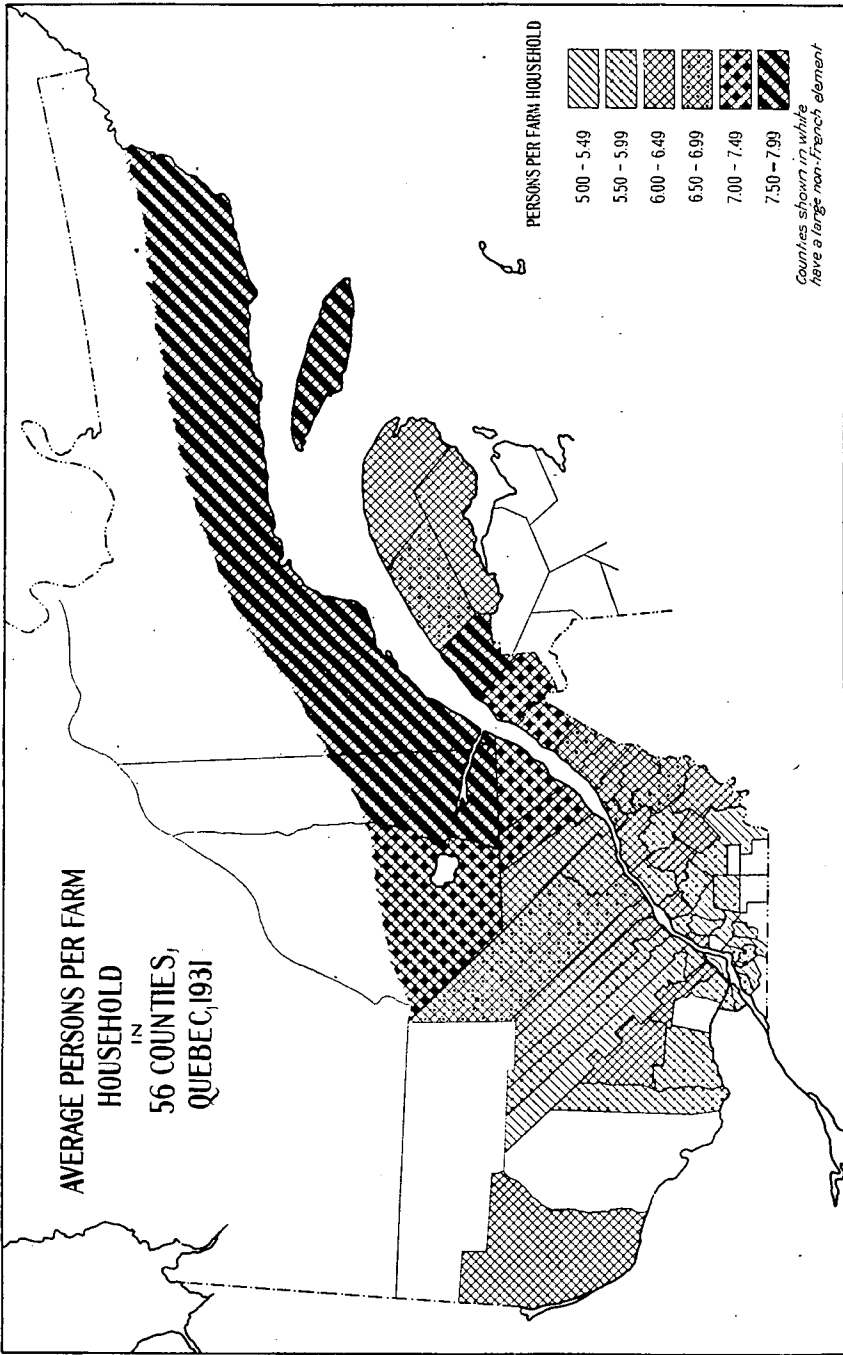 AVERAGE PERSONS PER FARM
HOUSEHOLD
IN
56 COUNTIES,
QUEBEC, 1931
PERSONS PER FARM HOUSEHOLD
5.00 - 5.49
5.50 - 5.99
6.00 - 6.49
6.50 - 6.99
7.00 - 7.49
7.50 - 7.99
Counties shown in white
have a large non-French element